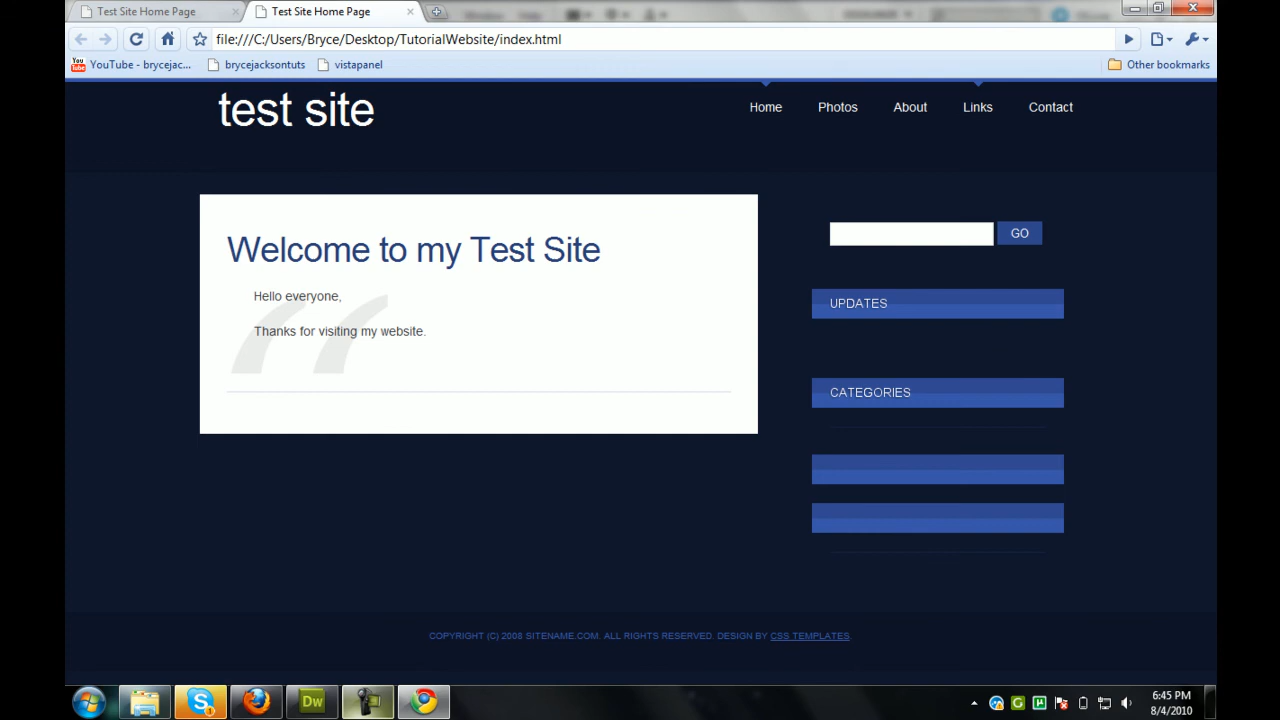 Test Site Home Page
Test Site Home Page
file:///C:/Users/Bryce/Desktop/TutorialWebsite/index.html
You Tube
YouTube - brycejac...
brycejacksontuts
vistapanel
Other bookmarks
test site
Home
Photos
About
Links
Contact
Welcome to my Test Site
GO
Hello everyone,
Thanks for visiting my website.
UPDATES
CATEGORIES
COPYRIGHT (C) 2008 SITENAME.COM. ALL RIGHTS RESERVED. DESIGN BY CSS TEMPLATES.
Dw
6:45 PM
8/4/2010